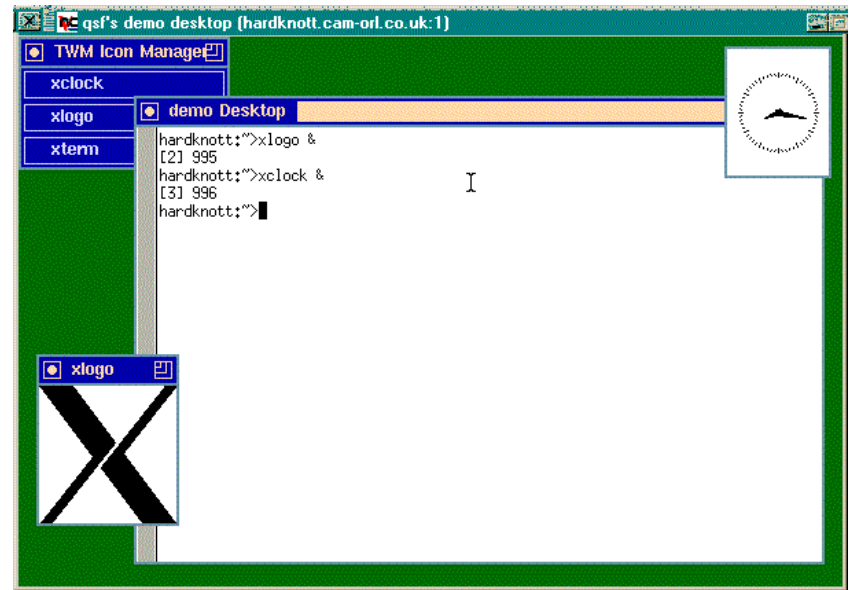 qsf's demo desktop (hardknott.cam-orl.co.uk:1)
TWM Icon Manager
xclock
xlogo
xterm
demo Desktop
hardknott:~>xlogo &
[2] 995
hardknott:~>xclock &
[3] 996
hardknott:~>
xlogo